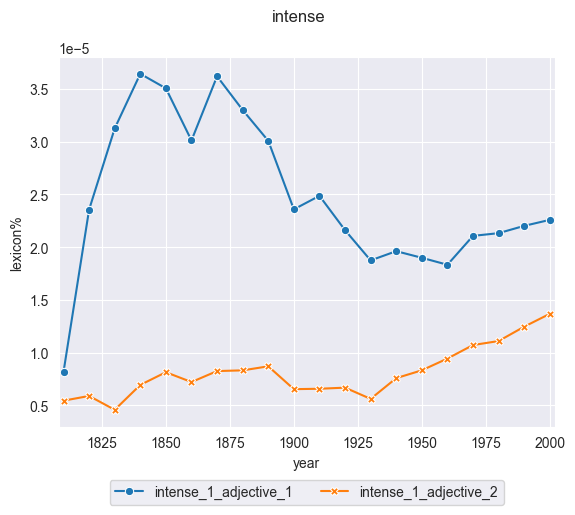 intense
1e−5
3.5
3.0
2.5
2.0
1.5
1.0
0.5
lexicon%
1825 1850 1875 1900 1925 1950 1975 2000
year
intense_1_adjective_1 intense_1_adjective_2